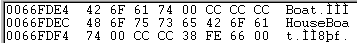 0066FDE4 42 6F 61 74 00 CC CC CC Boat.ÌÌÌ
0066FDEC 48 6F 75 73 65 42 6F 61 HouseBoa
0066FDF4 74 00 CC CC 38 FE 66 00 t.ÌÌ8þf.